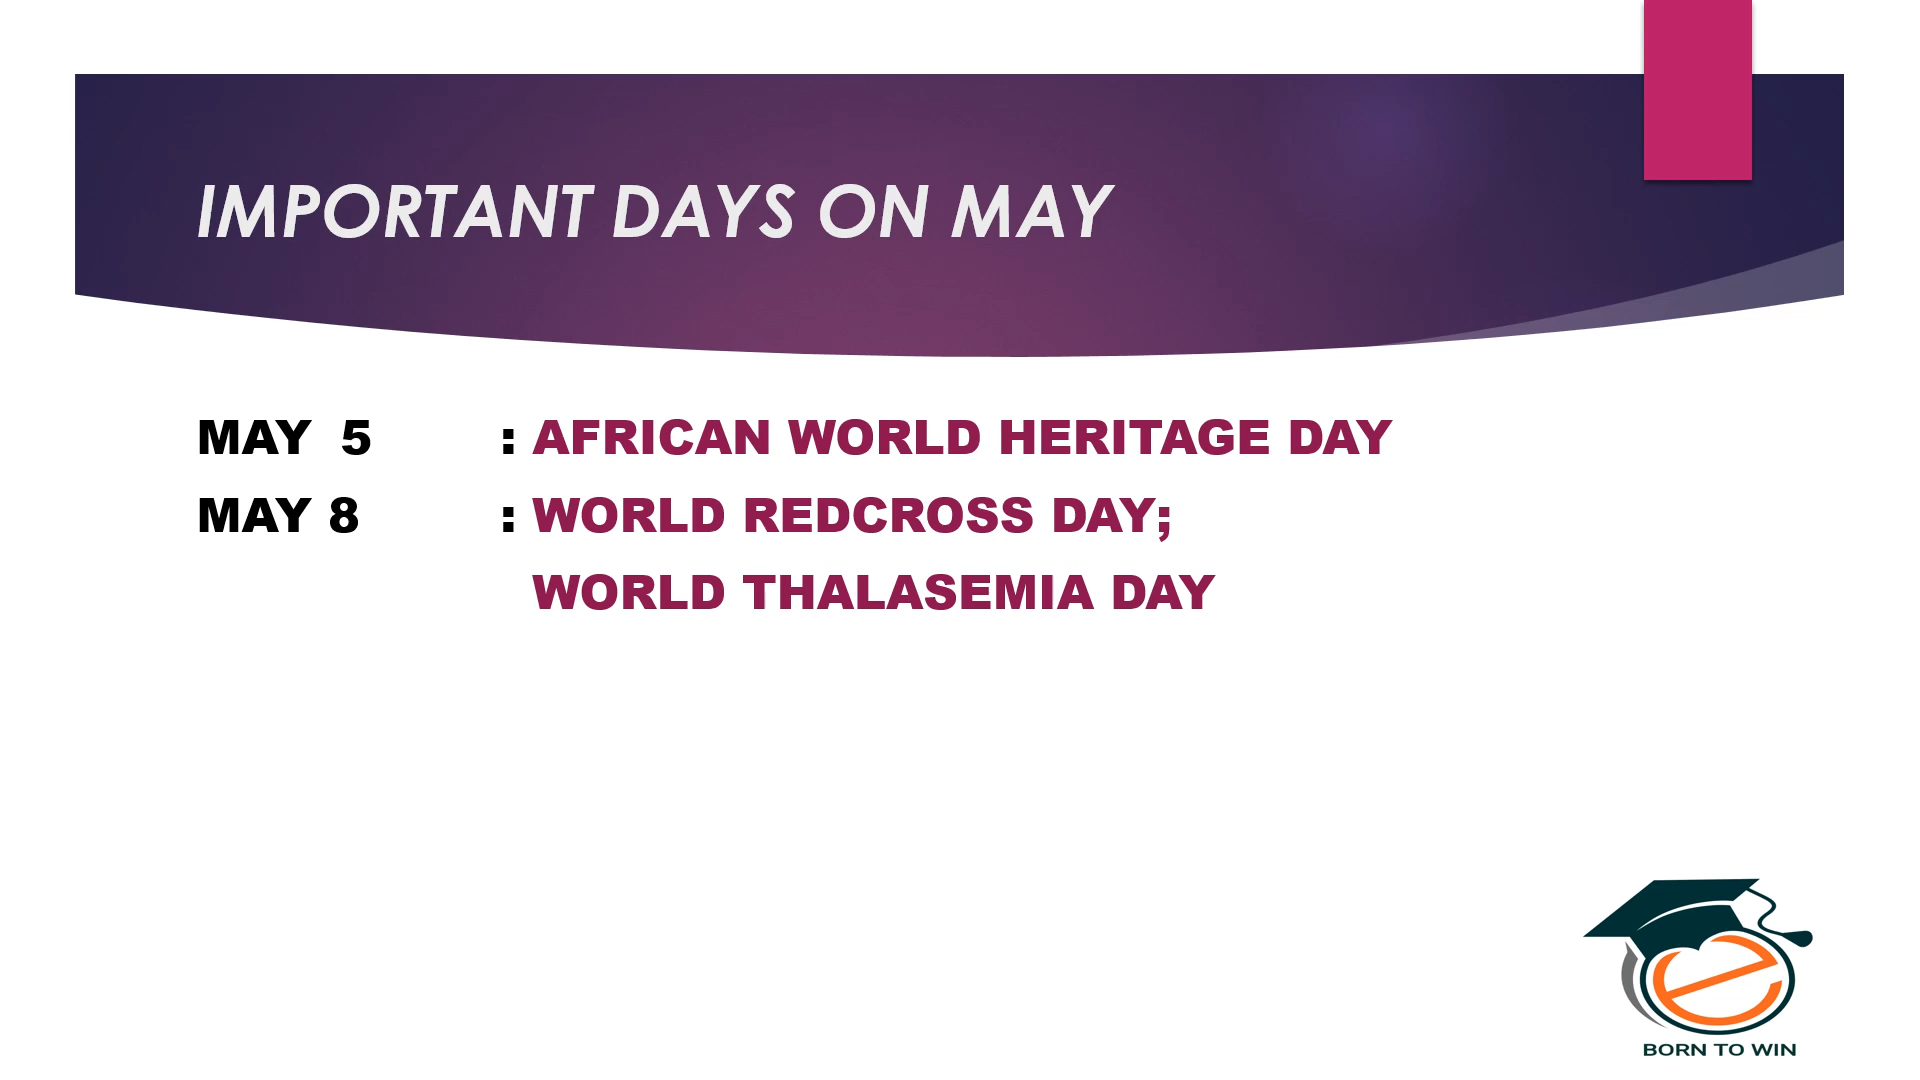 IMPORTANT DAYS ON MAY
MAY 5 : AFRICAN WORLD HERITAGE DAY
MAY 8 : WORLD REDCROSS DAY;
WORLD THALASEMIA DAY
e
BORN TO WIN